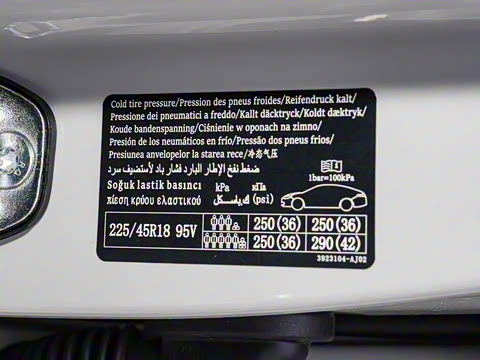 Cold tire pressure/Pression des pneus froides/Reifendruck kalt/
Pressione dei pneumatici a freddo/Kallt däcktryck/Koldt dæktryk/
Koude bandenspanning/Ciśnienie w oponach na zimno/
Presión de los neumáticos en frío/Pressão dos pneus frios/
Presiunea anvelopelor la starea rece/冷态气压
ضغط نفخ الإطار البارد فشار باد لاستيف سرد
Soğuk lastik basıncı kPa кПа 1bar=100kPa
πίεση κρύου ελαστικού (psi)
225/45R18 95V 250(36) 250(36)
250(36) 290(42)
3923104-AJ02